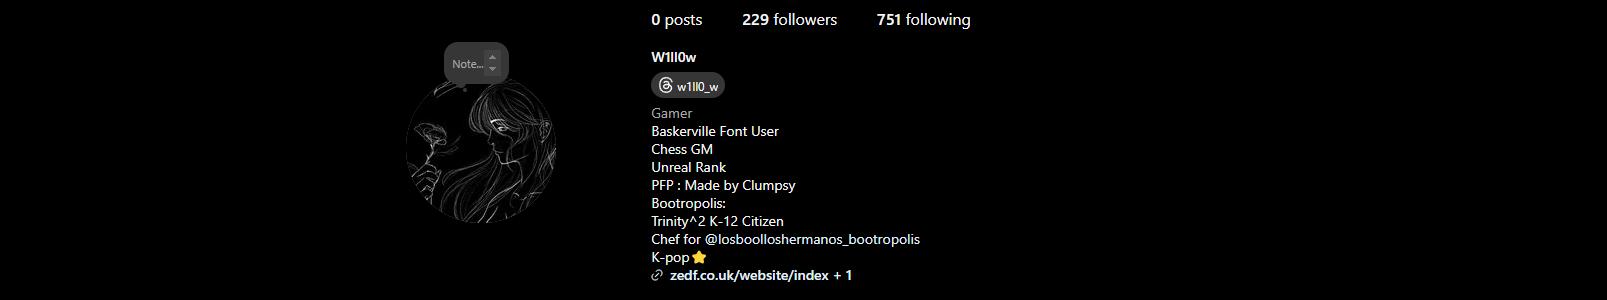 0 posts 229 followers 751 following
Note...
W1ll0w
w1ll0_w
Gamer
Baskerville Font User
Chess GM
Unreal Rank
PFP : Made by Clumpsy
Bootropolis:
Trinity^2 K-12 Citizen
Chef for @losboolloshermanos_bootropolis
K-pop⭐
zedf.co.uk/website/index + 1